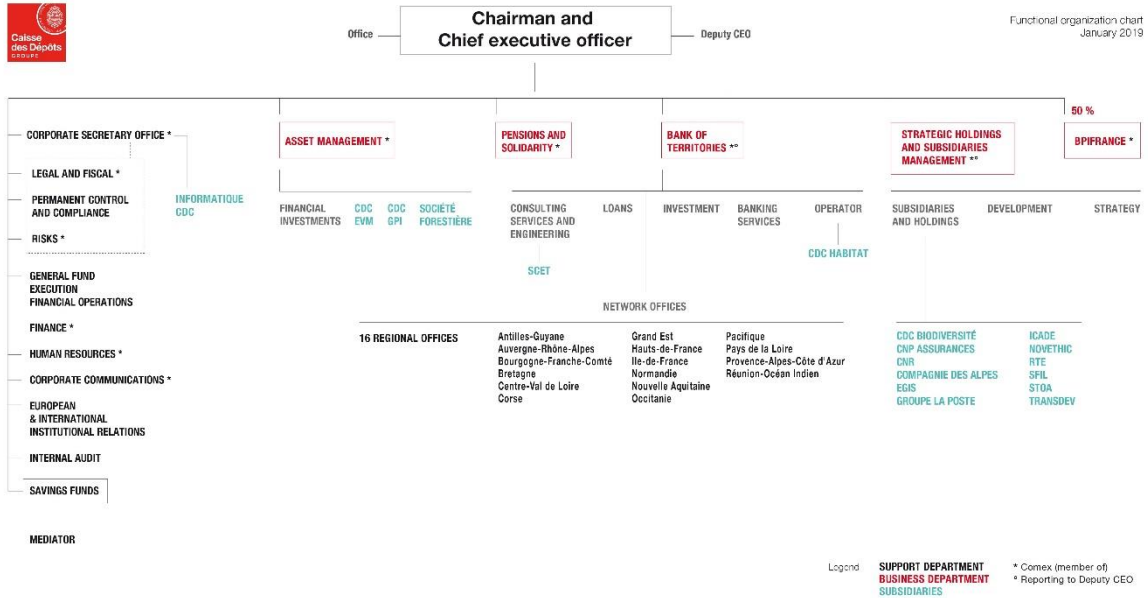 Caisse
des Dépôts
GROUPE
Office
Chairman and
Chief executive officer
Deputy CEO
Functional organization chart
January 2019
50 %
CORPORATE SECRETARY OFFICE *
LEGAL AND FISCAL *
PERMANENT CONTROL
AND COMPLIANCE
RISKS *
INFORMATIQUE
CDC
GENERAL FUND
EXECUTION
FINANCIAL OPERATIONS
FINANCE *
HUMAN RESOURCES *
CORPORATE COMMUNICATIONS *
EUROPEAN
& INTERNATIONAL
INSTITUTIONAL RELATIONS
INTERNAL AUDIT
SAVINGS FUNDS
MEDIATOR
ASSET MANAGEMENT *
FINANCIAL
INVESTMENTS
CDC
EVM
CDC
GPI
SOCIÉTÉ
FORESTIÈRE
PENSIONS AND
SOLIDARITY *
BANK OF
TERRITORIES *°
CONSULTING
SERVICES AND
ENGINEERING
SCET
LOANS
INVESTMENT
BANKING
SERVICES
OPERATOR
CDC HABITAT
NETWORK OFFICES
16 REGIONAL OFFICES
Antilles-Guyane
Auvergne-Rhône-Alpes
Bourgogne-Franche-Comté
Bretagne
Centre-Val de Loire
Corse
Grand Est
Hauts-de-France
Ile-de-France
Normandie
Nouvelle Aquitaine
Occitanie
Pacifique
Pays de la Loire
Provence-Alpes-Côte d'Azur
Réunion-Océan Indien
STRATEGIC HOLDINGS
AND SUBSIDIARIES
MANAGEMENT *°
BPIFRANCE *
SUBSIDIARIES
AND HOLDINGS
DEVELOPMENT
STRATEGY
CDC BIODIVERSITÉ
CNP ASSURANCES
CNR
COMPAGNIE DES ALPES
EGIS
GROUPE LA POSTE
ICADE
NOVETHIC
RTE
SFIL
STOA
TRANSDEV
Legend
SUPPORT DEPARTMENT
BUSINESS DEPARTMENT
SUBSIDIARIES
* Comex (member of)
° Reporting to Deputy CEO